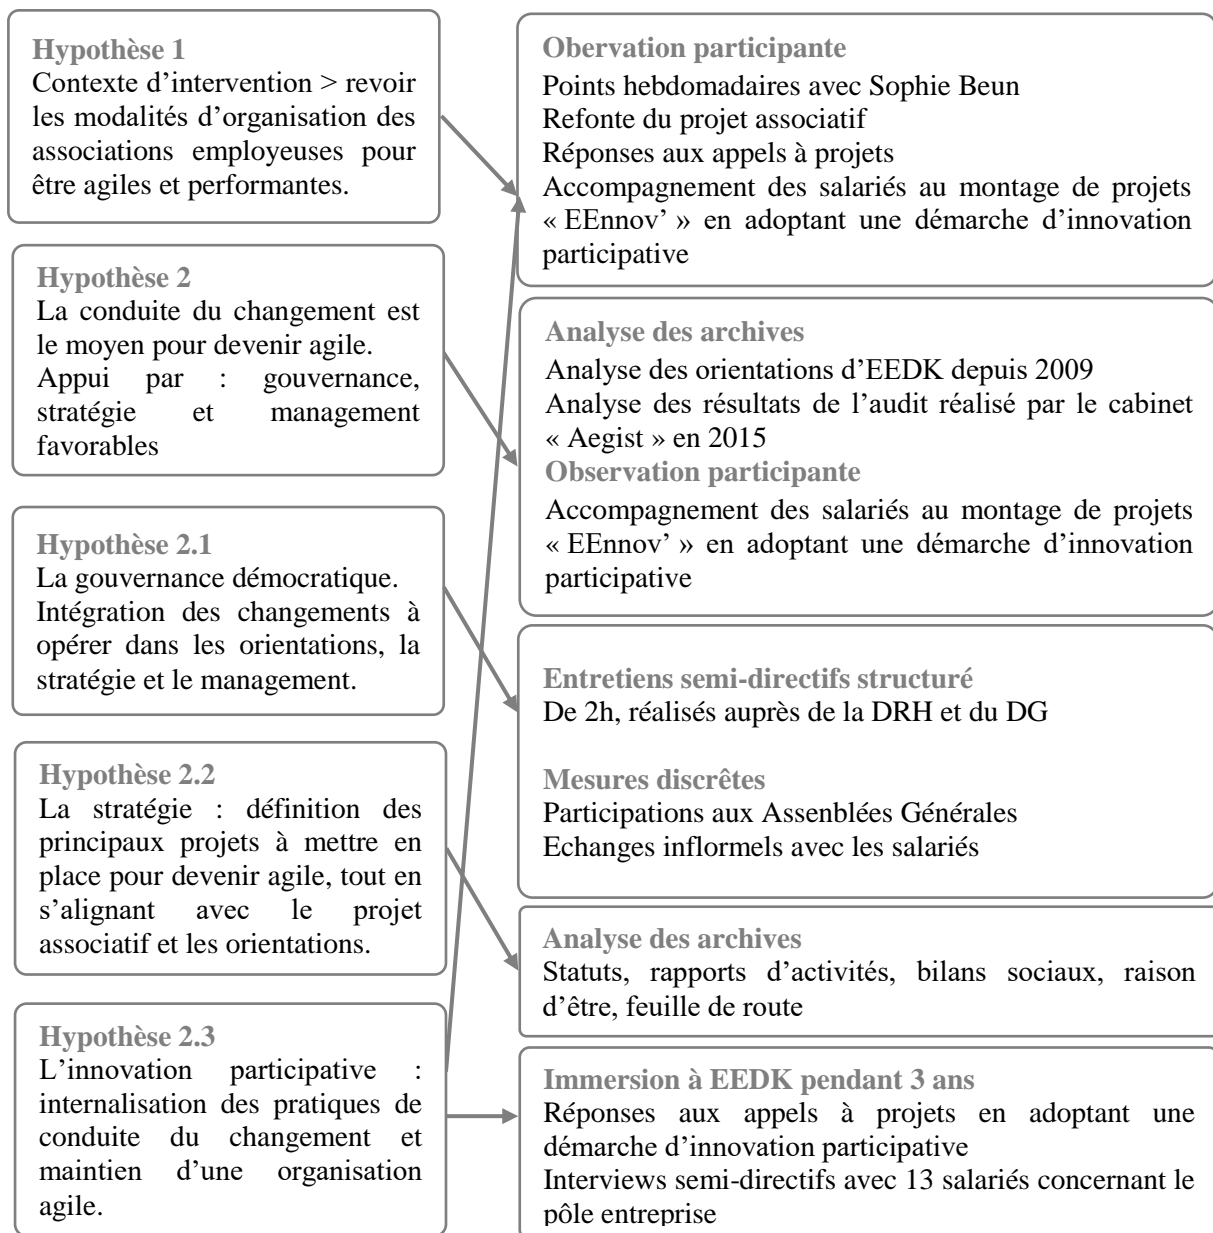 Hypothèse 1
Contexte d’intervention > revoir
les modalités d’organisation des
associations employeuses pour
être agiles et performantes.
Hypothèse 2
La conduite du changement est
le moyen pour devenir agile.
Appui par : gouvernance,
stratégie et management
favorables
Hypothèse 2.1
La gouvernance démocratique.
Intégration des changements à
opérer dans les orientations, la
stratégie et le management.
Hypothèse 2.2
La stratégie : définition des
principaux projets à mettre en
place pour devenir agile, tout en
s’alignant avec le projet
associatif et les orientations.
Hypothèse 2.3
L’innovation participative :
internalisation des pratiques de
conduite du changement et
maintien d’une organisation
agile.
Obervation participante
Points hebdomadaires avec Sophie Beun
Refonte du projet associatif
Réponses aux appels à projets
Accompagnement des salariés au montage de projets
« EEnnov’ » en adoptant une démarche d’innovation
participative
Analyse des archives
Analyse des orientations d’EEDK depuis 2009
Analyse des résultats de l’audit réalisé par le cabinet
« Aegist » en 2015
Observation participante
Accompagnement des salariés au montage de projets
« EEnnov’ » en adoptant une démarche d’innovation
participative
Entretiens semi-directifs structuré
De 2h, réalisés auprès de la DRH et du DG
Mesures discrêtes
Participations aux Assemblées Générales
Echanges inflormels avec les salariés
Analyse des archives
Statuts, rapports d’activités, bilans sociaux, raison
d’être, feuille de route
Immersion à EEDK pendant 3 ans
Réponses aux appels à projets en adoptant une
démarche d’innovation participative
Interviews semi-directifs avec 13 salariés concernant le
pôle entreprise